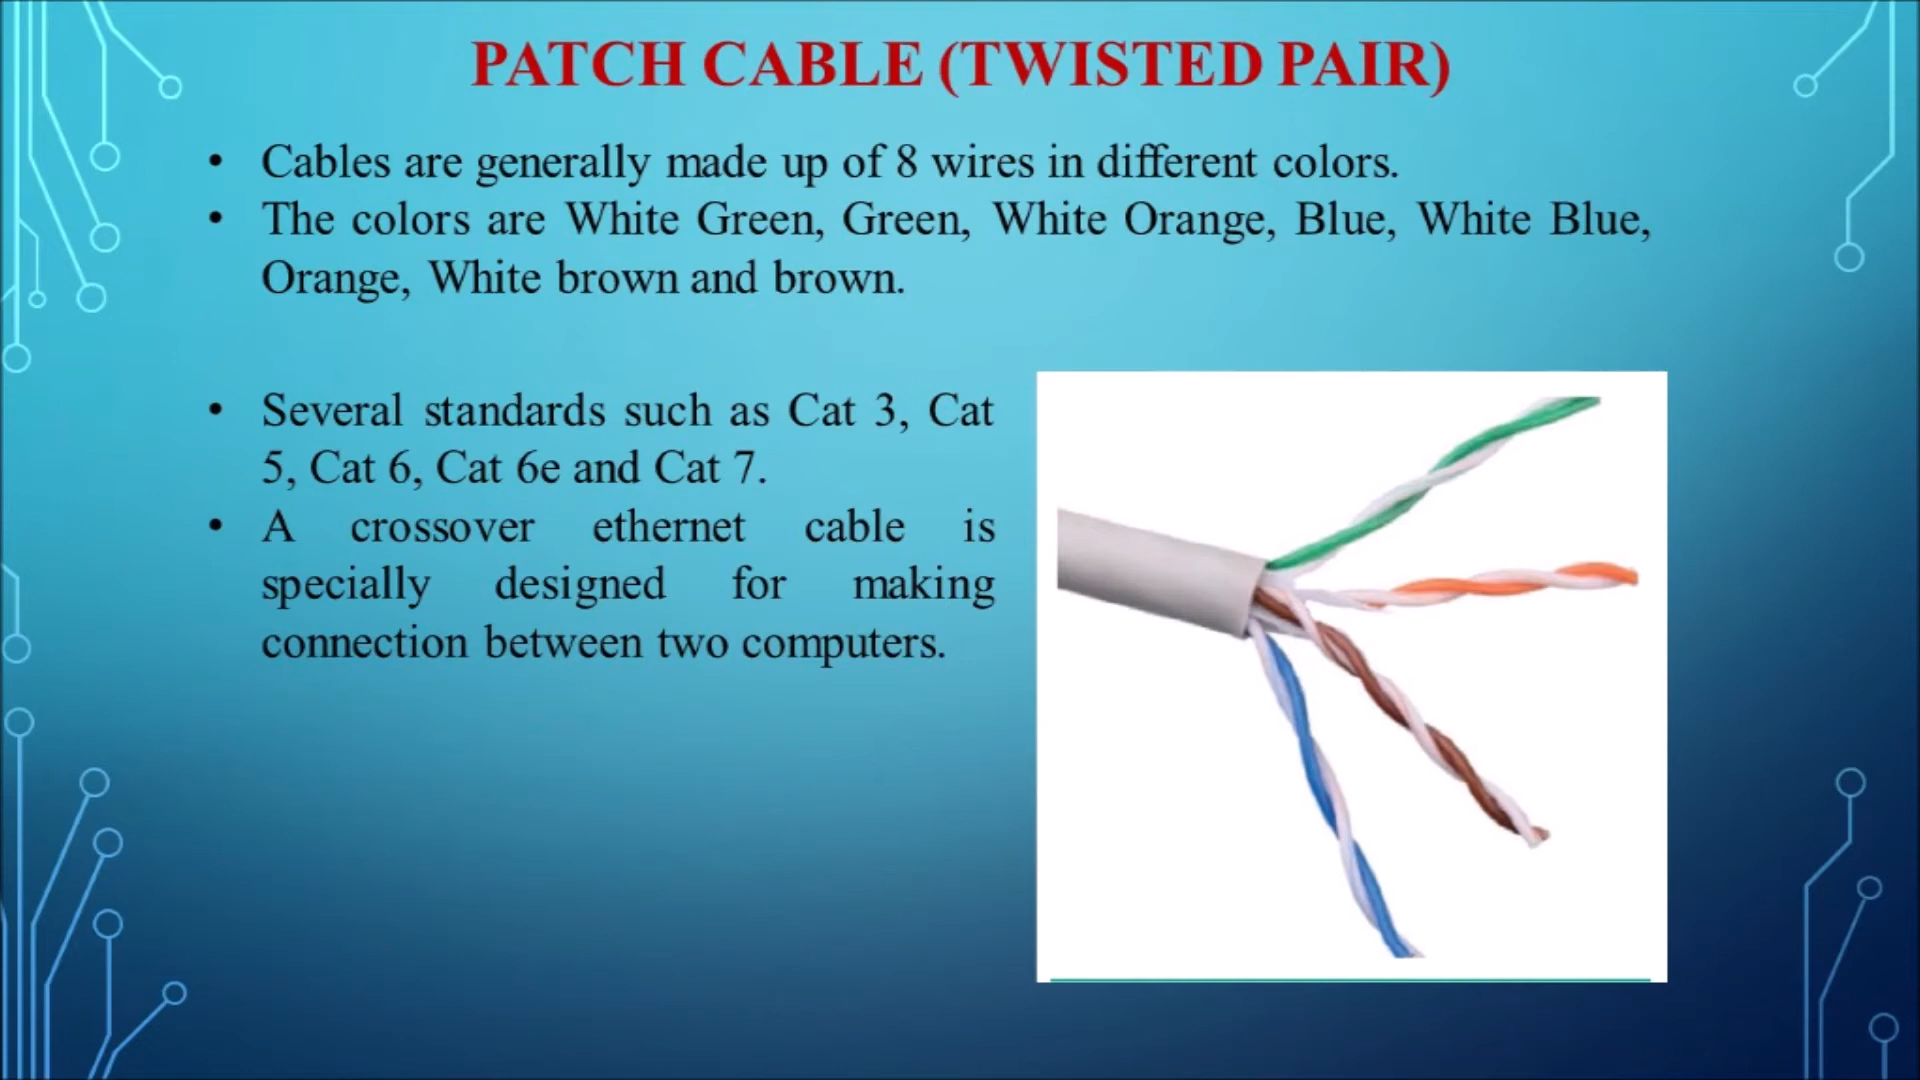 PATCH CABLE (TWISTED PAIR)
• Cables are generally made up of 8 wires in different colors.
• The colors are White Green, Green, White Orange, Blue, White Blue,
Orange, White brown and brown.
• Several standards such as Cat 3, Cat
5, Cat 6, Cat 6e and Cat 7.
• A crossover ethernet cable is
specially designed for making
connection between two computers.